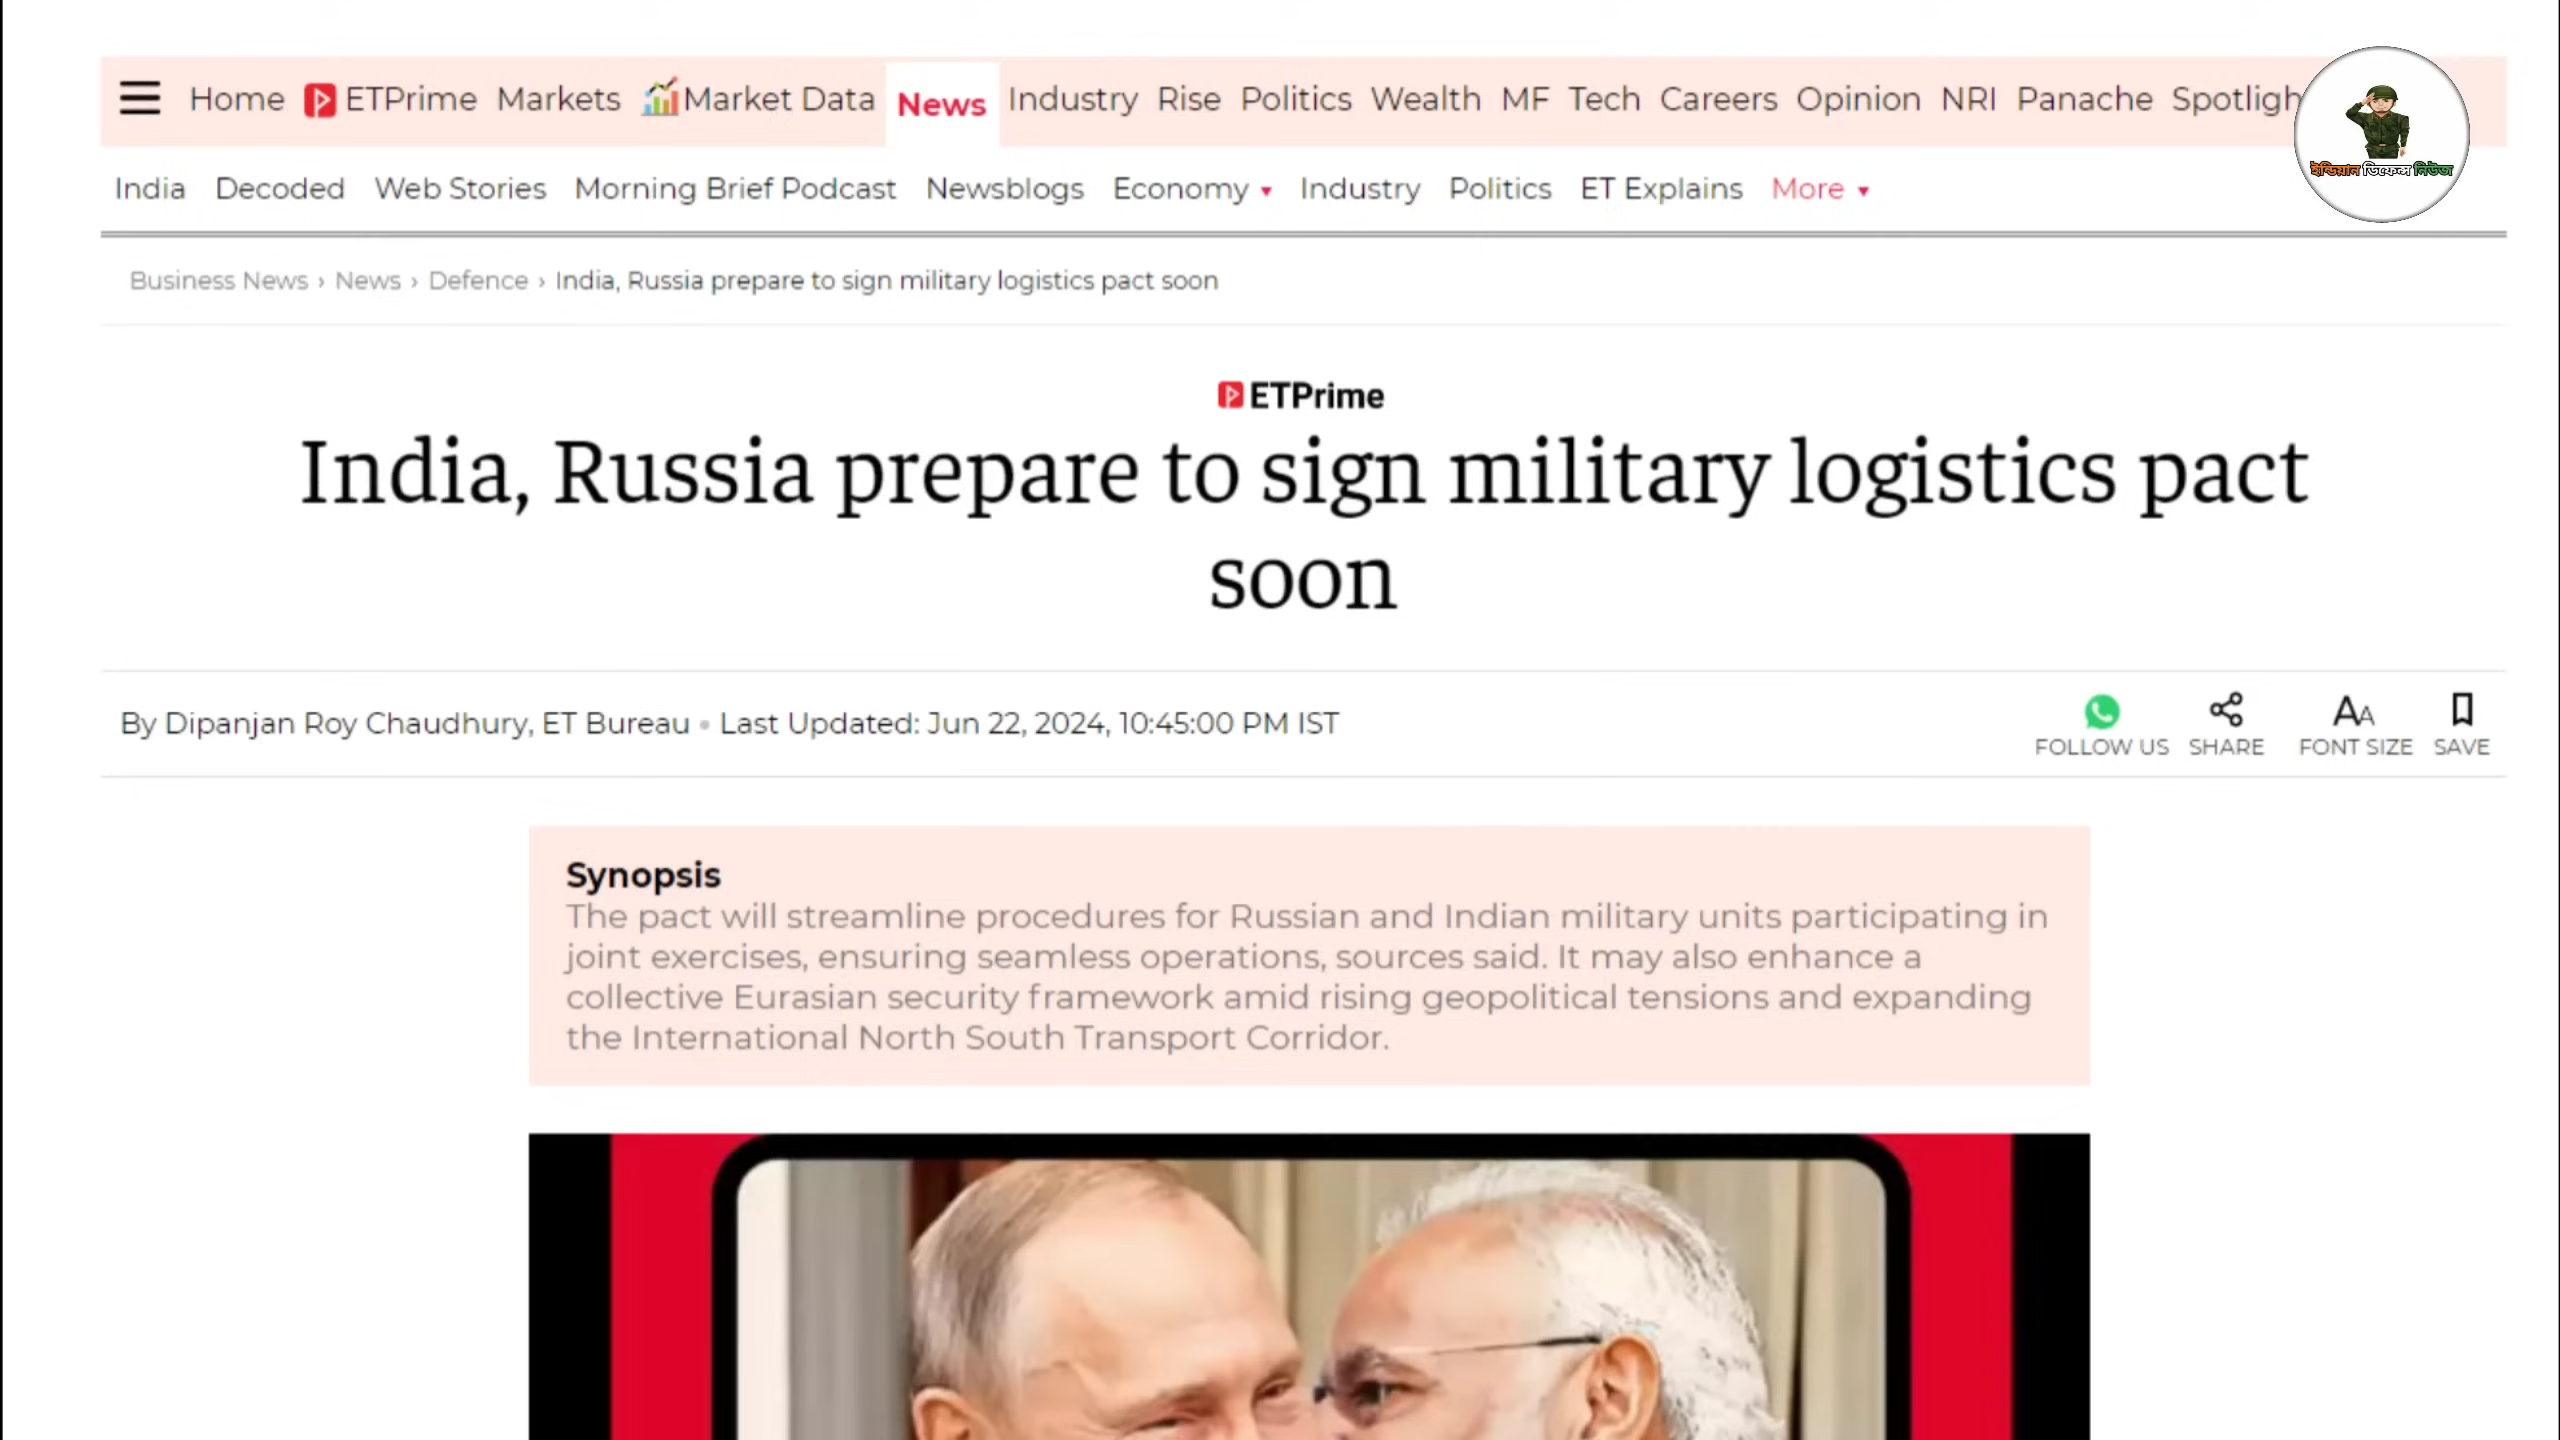 Home ETPrime Markets Market Data News Industry Rise Politics Wealth MF Tech Careers Opinion NRI Panache Spotligh
ইন্ডিয়ান ডিফেন্স নিউজ
India Decoded Web Stories Morning Brief Podcast Newsblogs Economy Industry Politics ET Explains More
Business News › News › Defence › India, Russia prepare to sign military logistics pact soon
ETPrime
India, Russia prepare to sign military logistics pact
soon
By Dipanjan Roy Chaudhury, ET Bureau • Last Updated: Jun 22, 2024, 10:45:00 PM IST
FOLLOW US SHARE FONT SIZE SAVE
Synopsis
The pact will streamline procedures for Russian and Indian military units participating in
joint exercises, ensuring seamless operations, sources said. It may also enhance a
collective Eurasian security framework amid rising geopolitical tensions and expanding
the International North South Transport Corridor.